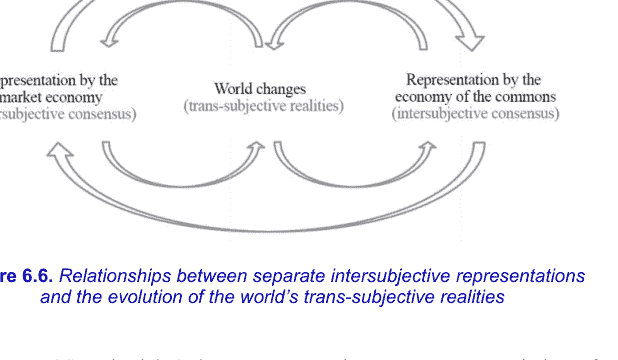 presentation by the
market economy
subjective consensus)
World changes
(trans-subjective realities)
Representation by the
economy of the commons
(intersubjective consensus)
re 6.6. Relationships between separate intersubjective representations
and the evolution of the world's trans-subjective realities